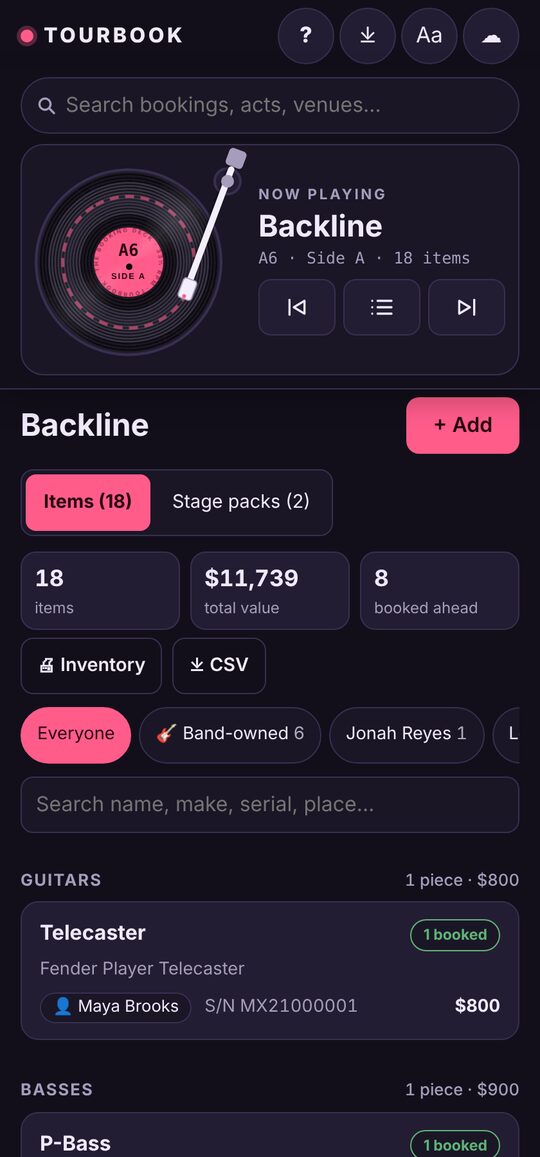 TOURBOOK
?
Aa
Search bookings, acts, venues...
A6
SIDE A
NOW PLAYING
Backline
A6 · Side A · 18 items
Backline
+ Add
Items (18)
Stage packs (2)
18
items
$11,739
total value
8
booked ahead
Inventory
CSV
Everyone
Band-owned 6
Jonah Reyes 1
L
Search name, make, serial, place...
GUITARS
1 piece · $800
Telecaster
1 booked
Fender Player Telecaster
Maya Brooks
S/N MX21000001
$800
BASSES
1 piece · $900
P-Bass
1 booked